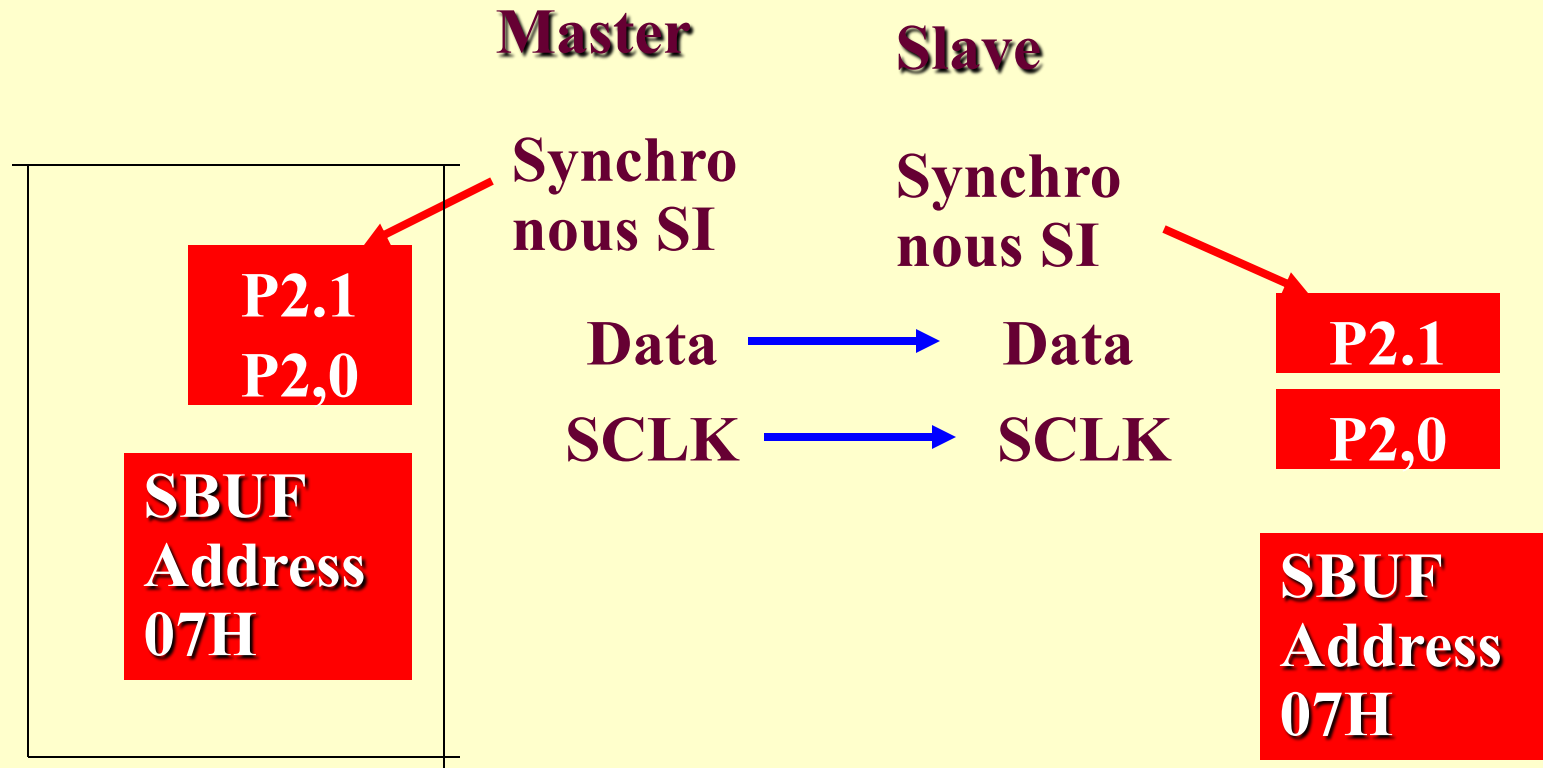 Master
Slave
Synchro
nous SI
Synchro
nous SI
P2.1
P2,0
Data
Data
P2.1
SCLK
SCLK
P2,0
SBUF
Address
07H
SBUF
Address
07H